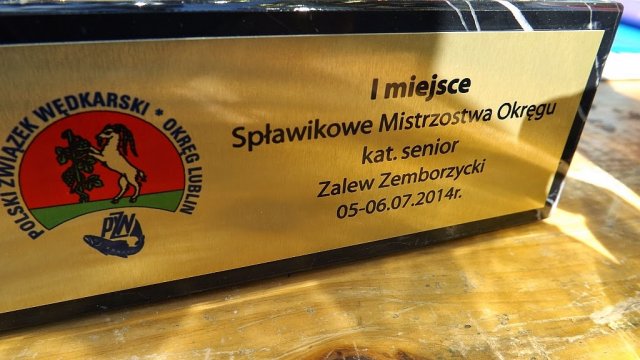 POLSKI ZWIĄZEK WĘDKARSKI * OKRĘG LUBLIN
PZW
I miejsce
Spławikowe Mistrzostwa Okręgu
kat. senior
Zalew Zemborzycki
05-06.07.2014r.